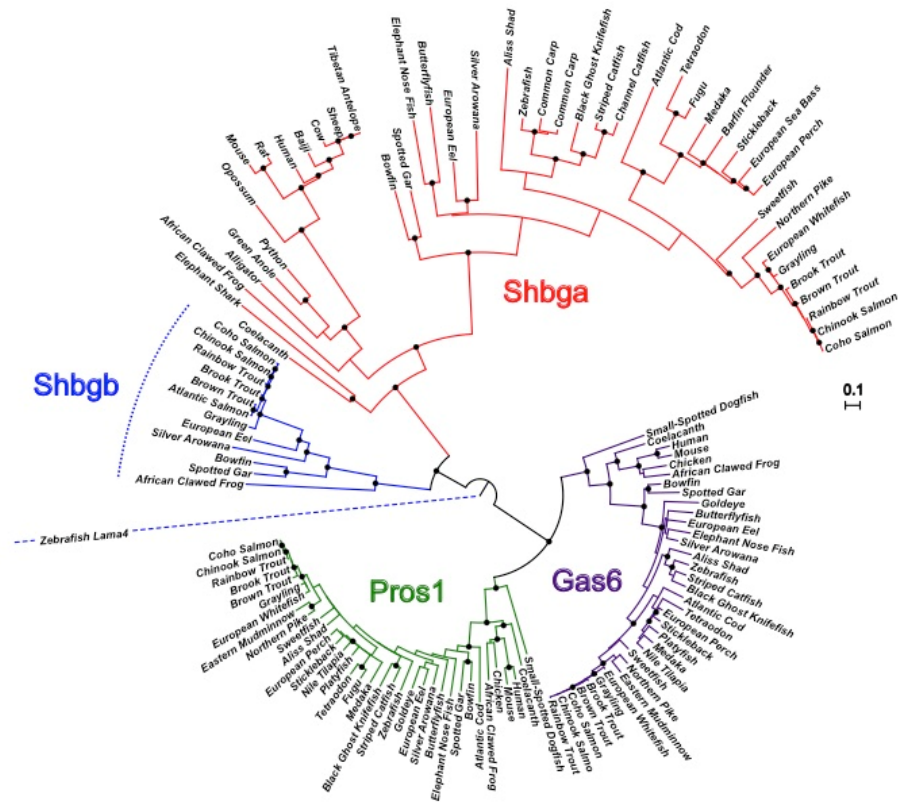 Mouse
Rat
Opossum
Human
Baiji
Cow
Sheep
Tibetan Antelope
Python
Green Anole
Alligator
African Clawed Frog
Elephant Shark
Bowfin
Spotted Gar
Elephant Nose Fish
Butterflyfish
European Eel
Silver Arowana
Aliss Shad
Zebrafish
Common Carp
Common Carp
Black Ghost Knifefish
Striped Catfish
Channel Catfish
Atlantic Cod
Tetraodon
Fugu
Medaka
Barfin Flounder
Stickleback
European Sea Bass
European Perch
Sweetfish
Northern Pike
European Whitefish
Grayling
Brook Trout
Brown Trout
Rainbow Trout
Chinook Salmon
Coho Salmon
Shbga
0.1
Shbgb
Coelacanth
Coho Salmon
Chinook Salmon
Rainbow Trout
Brook Trout
Brown Trout
Atlantic Salmon
Grayling
European Eel
Silver Arowana
Bowfin
Spotted Gar
African Clawed Frog
Zebrafish Lama4
Pros1
Coho Salmon
Chinook Salmon
Rainbow Trout
Brook Trout
Brown Trout
Grayling
European Whitefish
Eastern Mudminnow
Northern Pike
Sweetfish
Aliss Shad
European Perch
Stickleback
Nile Tilapia
Platyfish
Tetraodon
Fugu
Medaka
Black Ghost Knifefish
Striped Catfish
Zebrafish
Goldeye
European Eel
Silver Arowana
Butterflyfish
Elephant Nose Fish
Spotted Gar
Bowfin
Atlantic Cod
African Clawed Frog
Chicken
Mouse
Human
Coelacanth
Small-Spotted Dogfish
Gas6
Small-Spotted Dogfish
Coelacanth
Human
Mouse
Chicken
African Clawed Frog
Bowfin
Spotted Gar
Goldeye
Butterflyfish
European Eel
Elephant Nose Fish
Silver Arowana
Aliss Shad
Zebrafish
Striped Catfish
Black Ghost Knifefish
Atlantic Cod
Tetraodon
European Perch
Stickleback
Platyfish
Medaka
Nile Tilapia
Sweetfish
Northern Pike
Eastern Mudminnow
European Whitefish
Grayling
Brook Trout
Brown Trout
Coho Salmon
Chinook Salmo
Rainbow Trout